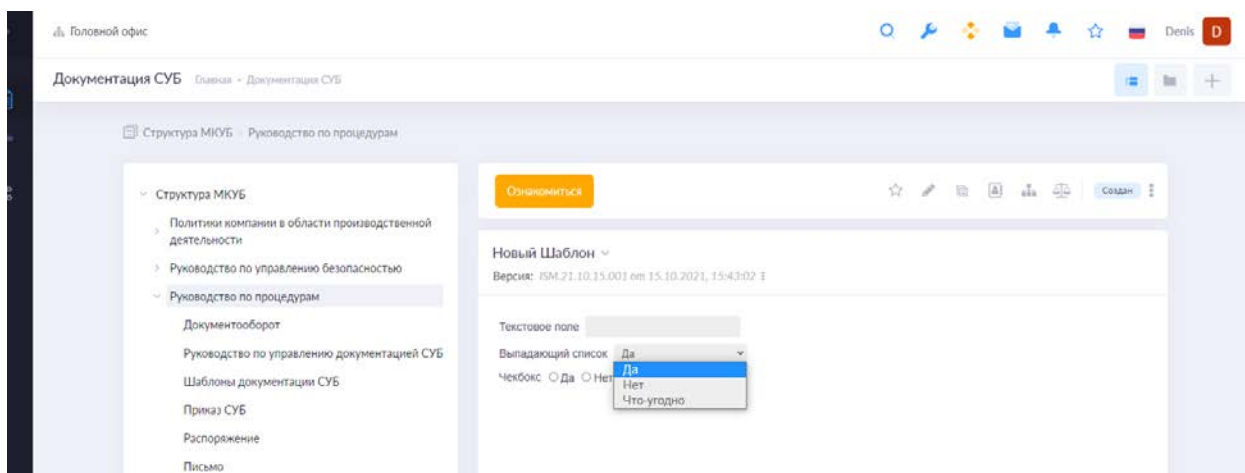 Головной офис
Denis D
Документация СУБ Главная - Документация СУБ
Структура МКУБ Руководство по процедурам
Структура МКУБ
Политики компании в области производственной
деятельности
Руководство по управлению безопасностью
Руководство по процедурам
Документооборот
Руководство по управлению документацией СУБ
Шаблоны документации СУБ
Приказ СУБ
Распоряжение
Письмо
Ознакомиться
Создан
Новый Шаблон
Версия: ISM.21.10.15.001 от 15.10.2021, 15:43:02
Текстовое поле
Выпадающий список Да
Да
Нет
Что-угодно
Чекбокс Да Нет